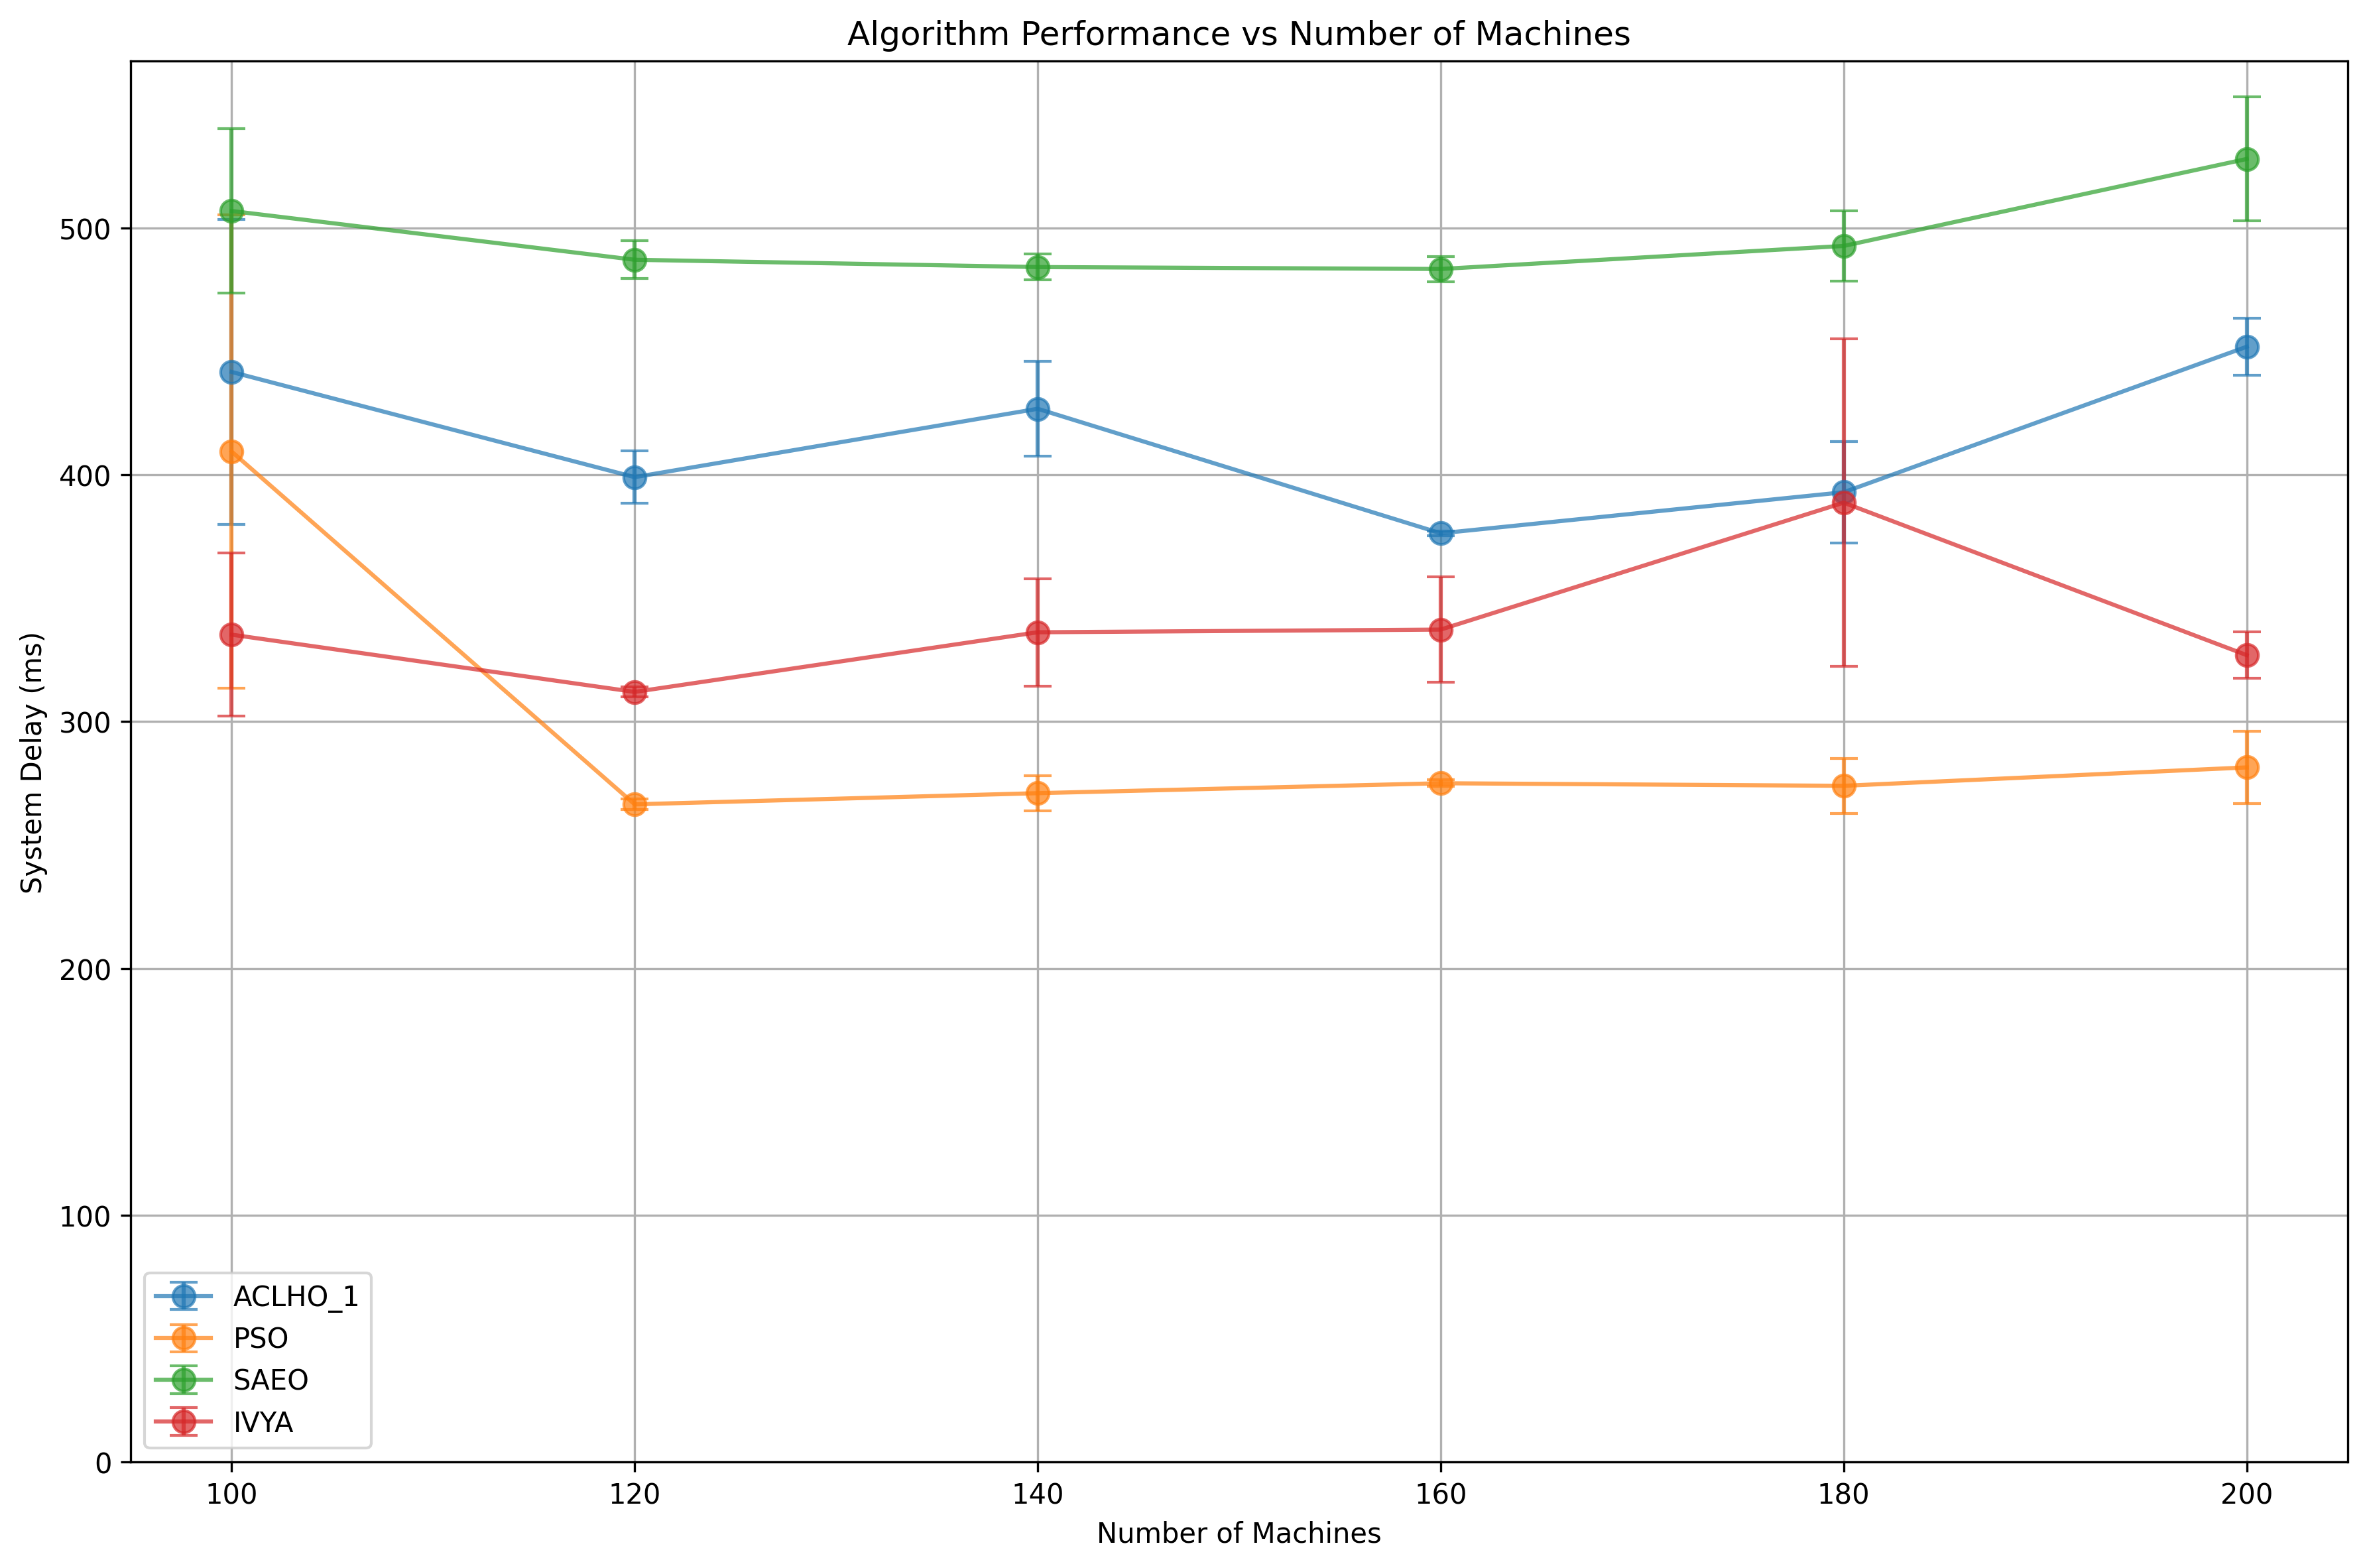 Algorithm Performance vs Number of Machines
System Delay (ms)
500
400
300
200
100
0
ACLHO_1
PSO
SAEO
IVYA
100 120 140 160 180 200
Number of Machines